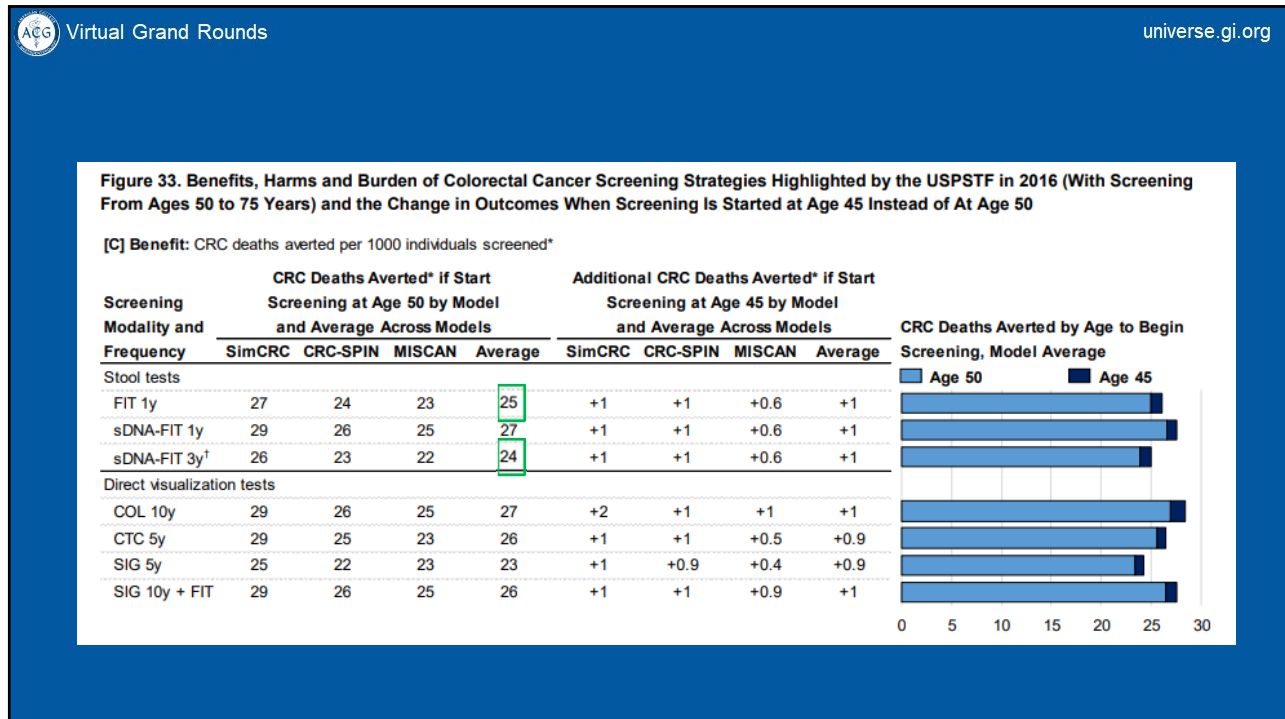 ACG Virtual Grand Rounds
universe.gi.org
Figure 33. Benefits, Harms and Burden of Colorectal Cancer Screening Strategies Highlighted by the USPSTF in 2016 (With Screening
From Ages 50 to 75 Years) and the Change in Outcomes When Screening Is Started at Age 45 Instead of At Age 50
[C] Benefit: CRC deaths averted per 1000 individuals screened*
CRC Deaths Averted* if Start Additional CRC Deaths Averted* if Start
Screening Screening at Age 50 by Model Screening at Age 45 by Model
Modality and and Average Across Models and Average Across Models CRC Deaths Averted by Age to Begin
Frequency SimCRC CRC-SPIN MISCAN Average SimCRC CRC-SPIN MISCAN Average Screening, Model Average
Stool tests Age 50 Age 45
FIT 1y 27 24 23 25 +1 +1 +0.6 +1
sDNA-FIT 1y 29 26 25 27 +1 +1 +0.6 +1
sDNA-FIT 3y† 26 23 22 24 +1 +1 +0.6 +1
Direct visualization tests
COL 10y 29 26 25 27 +2 +1 +1 +1
CTC 5y 29 25 23 26 +1 +1 +0.5 +0.9
SIG 5y 25 22 23 23 +1 +0.9 +0.4 +0.9
SIG 10y + FIT 29 26 25 26 +1 +1 +0.9 +1
0 5 10 15 20 25 30